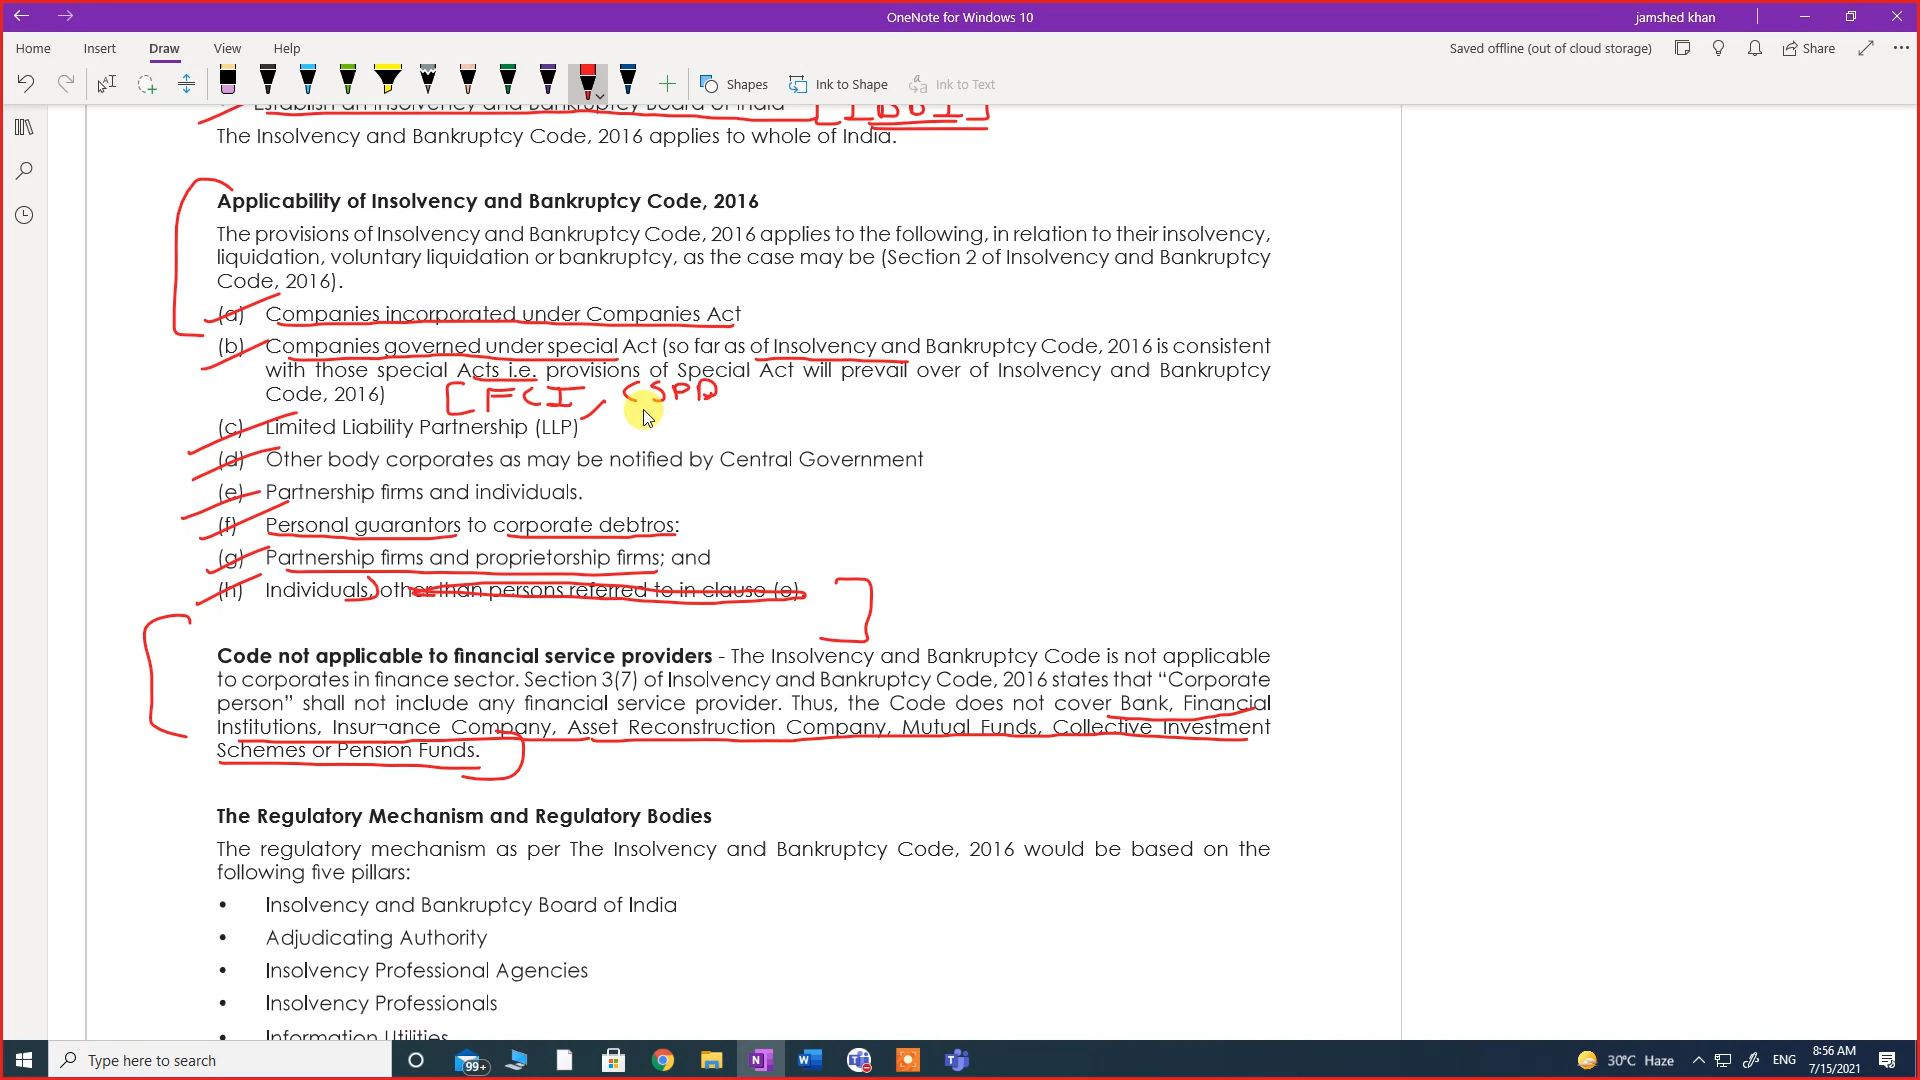 OneNote for Windows 10
jamshed khan
Home Insert Draw View Help
Saved offline (out of cloud storage)
Share
Shapes
Ink to Shape
Ink to Text
Establish an Insolvency and Bankruptcy Board of India [IBBI]
The Insolvency and Bankruptcy Code, 2016 applies to whole of India.
Applicability of Insolvency and Bankruptcy Code, 2016
The provisions of Insolvency and Bankruptcy Code, 2016 applies to the following, in relation to their insolvency,
liquidation, voluntary liquidation or bankruptcy, as the case may be (Section 2 of Insolvency and Bankruptcy
Code, 2016).
(a) Companies incorporated under Companies Act
(b) Companies governed under special Act (so far as of Insolvency and Bankruptcy Code, 2016 is consistent
with those special Acts i.e. provisions of Special Act will prevail over of Insolvency and Bankruptcy
Code, 2016) [FCI, CSPD
(c) Limited Liability Partnership (LLP)
(d) Other body corporates as may be notified by Central Government
(e) Partnership firms and individuals.
(f) Personal guarantors to corporate debtros:
(g) Partnership firms and proprietorship firms; and
(h) Individuals, other than persons referred to in clause (e)
Code not applicable to financial service providers - The Insolvency and Bankruptcy Code is not applicable
to corporates in finance sector. Section 3(7) of Insolvency and Bankruptcy Code, 2016 states that “Corporate
person” shall not include any financial service provider. Thus, the Code does not cover Bank, Financial
Institutions, Insur¬ance Company, Asset Reconstruction Company, Mutual Funds, Collective Investment
Schemes or Pension Funds.
The Regulatory Mechanism and Regulatory Bodies
The regulatory mechanism as per The Insolvency and Bankruptcy Code, 2016 would be based on the
following five pillars:
• Insolvency and Bankruptcy Board of India
• Adjudicating Authority
• Insolvency Professional Agencies
• Insolvency Professionals
• Information Utilities
Type here to search
99+
30°C Haze
ENG
8:56 AM
7/15/2021